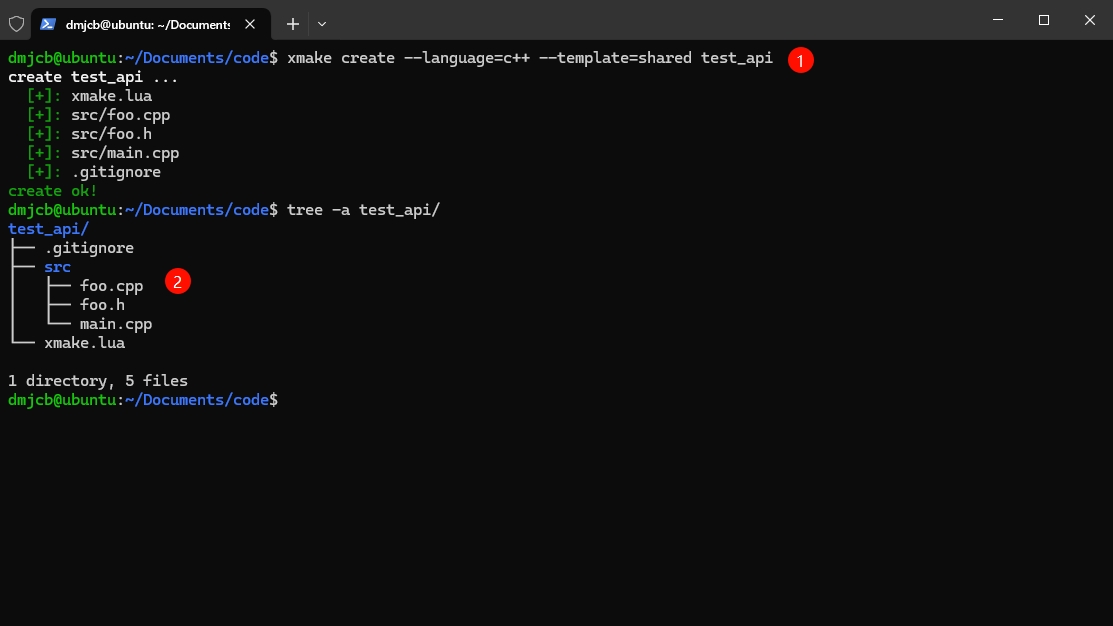 dmjcb@ubuntu: ~/Documents
dmjcb@ubuntu:~/Documents/code$ xmake create --language=c++ --template=shared test_api 1
create test_api ...
[+]: xmake.lua
[+]: src/foo.cpp
[+]: src/foo.h
[+]: src/main.cpp
[+]: .gitignore
create ok!
dmjcb@ubuntu:~/Documents/code$ tree -a test_api/
test_api/
├── .gitignore
├── src
│   ├── foo.cpp 2
│   ├── foo.h
│   └── main.cpp
└── xmake.lua
1 directory, 5 files
dmjcb@ubuntu:~/Documents/code$